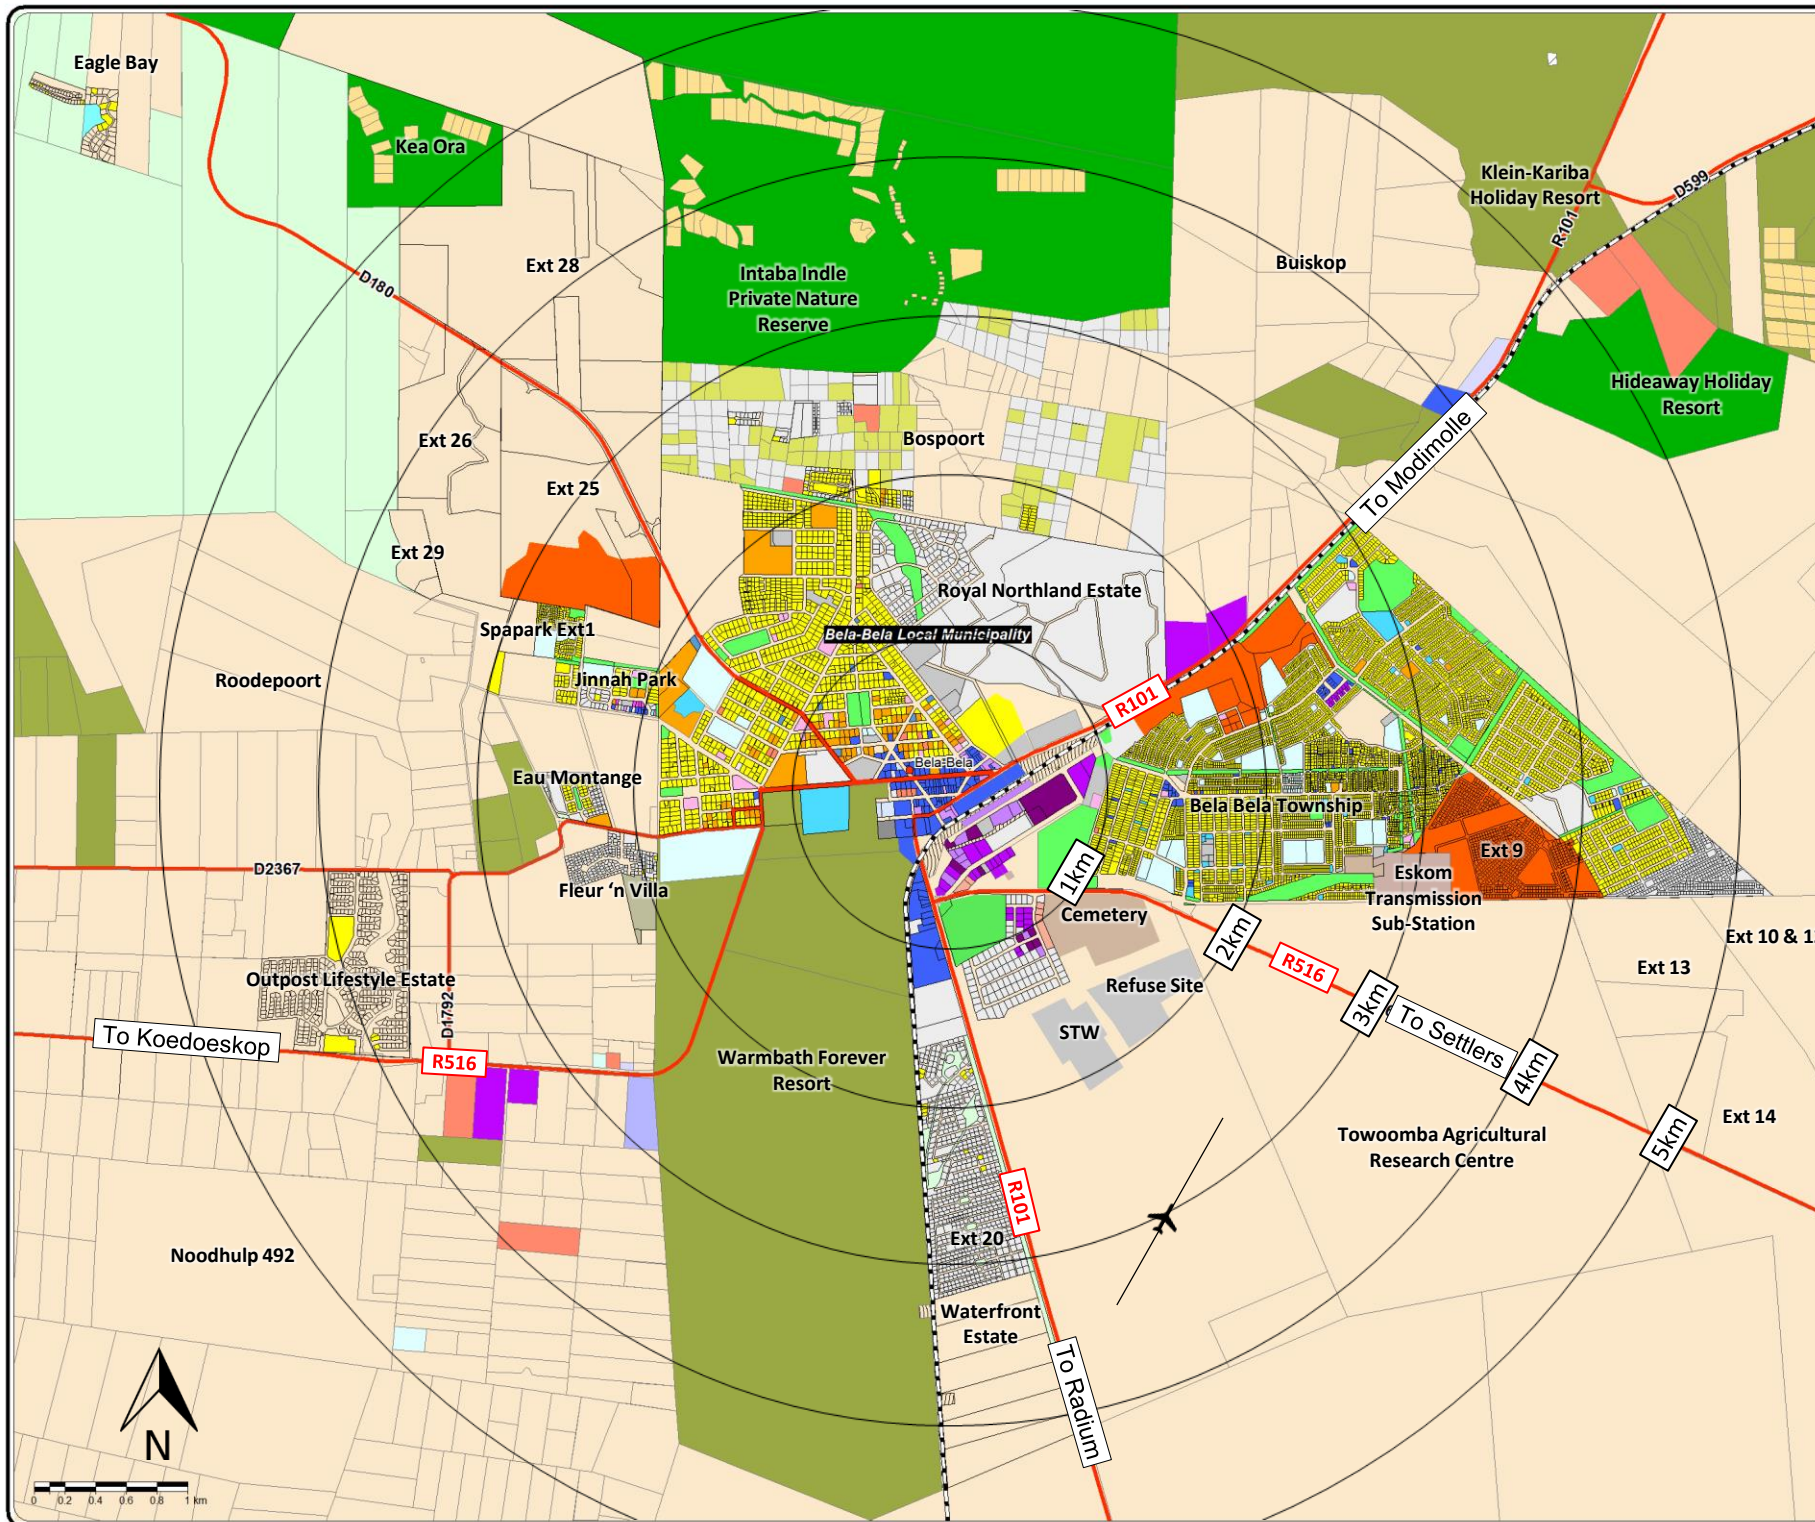 Eagle Bay
Kea Ora
Klein-Kariba
Holiday Resort
D599
R101
Ext 28
Intaba Indle
Private Nature
Reserve
Buiskop
D180
Hideaway Holiday
Resort
Ext 26
Bospoort
To Modimolle
Ext 25
Ext 29
Royal Northland Estate
Spapark Ext1
Bela-Bela Local Municipality
Roodepoort
Jinnah Park
R101
Bela-Bela
Eau Montange
Bela Bela Township
Ext 9
D2367
Fleur ‘n Villa
1km
Eskom
Transmission
Sub-Station
Cemetery
2km
Ext 10 &
R516
Ext 13
Outpost Lifestyle Estate
Refuse Site
3km
D1792
To Koedoeskop
STW
To Settlers
R516
Warmbath Forever
Resort
4km
Ext 14
5km
Towoomba Agricultural
Research Centre
R101
Ext 20
Noodhulp 492
Waterfront
Estate
To Radium
N
0 0.2 0.4 0.6 0.8 1 km